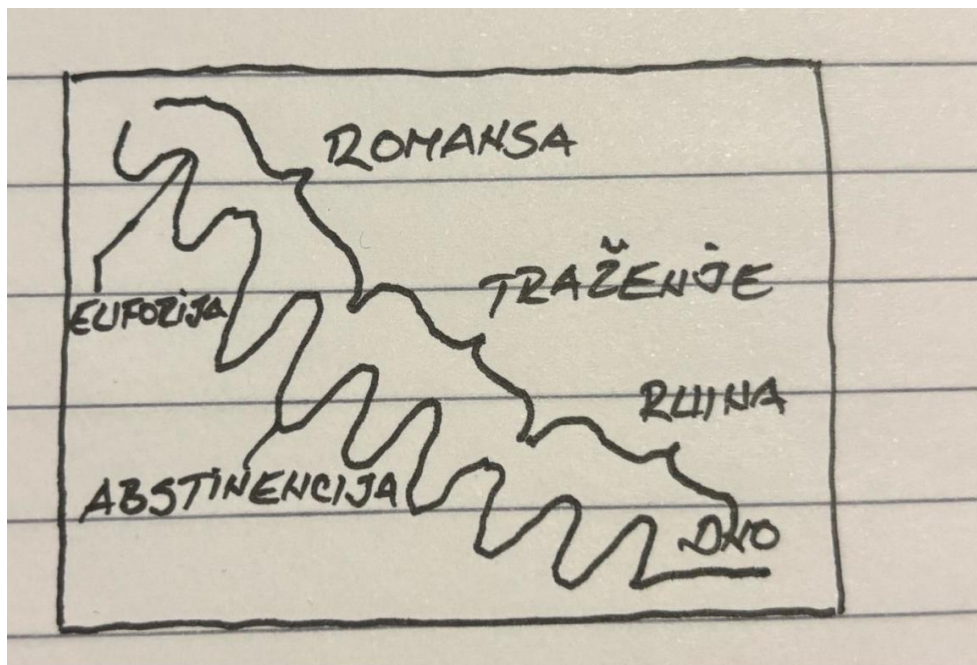 ROMANSA
TRAŽENJE
EUFORIJA
RUINA
ABSTINENCIJA
DNO